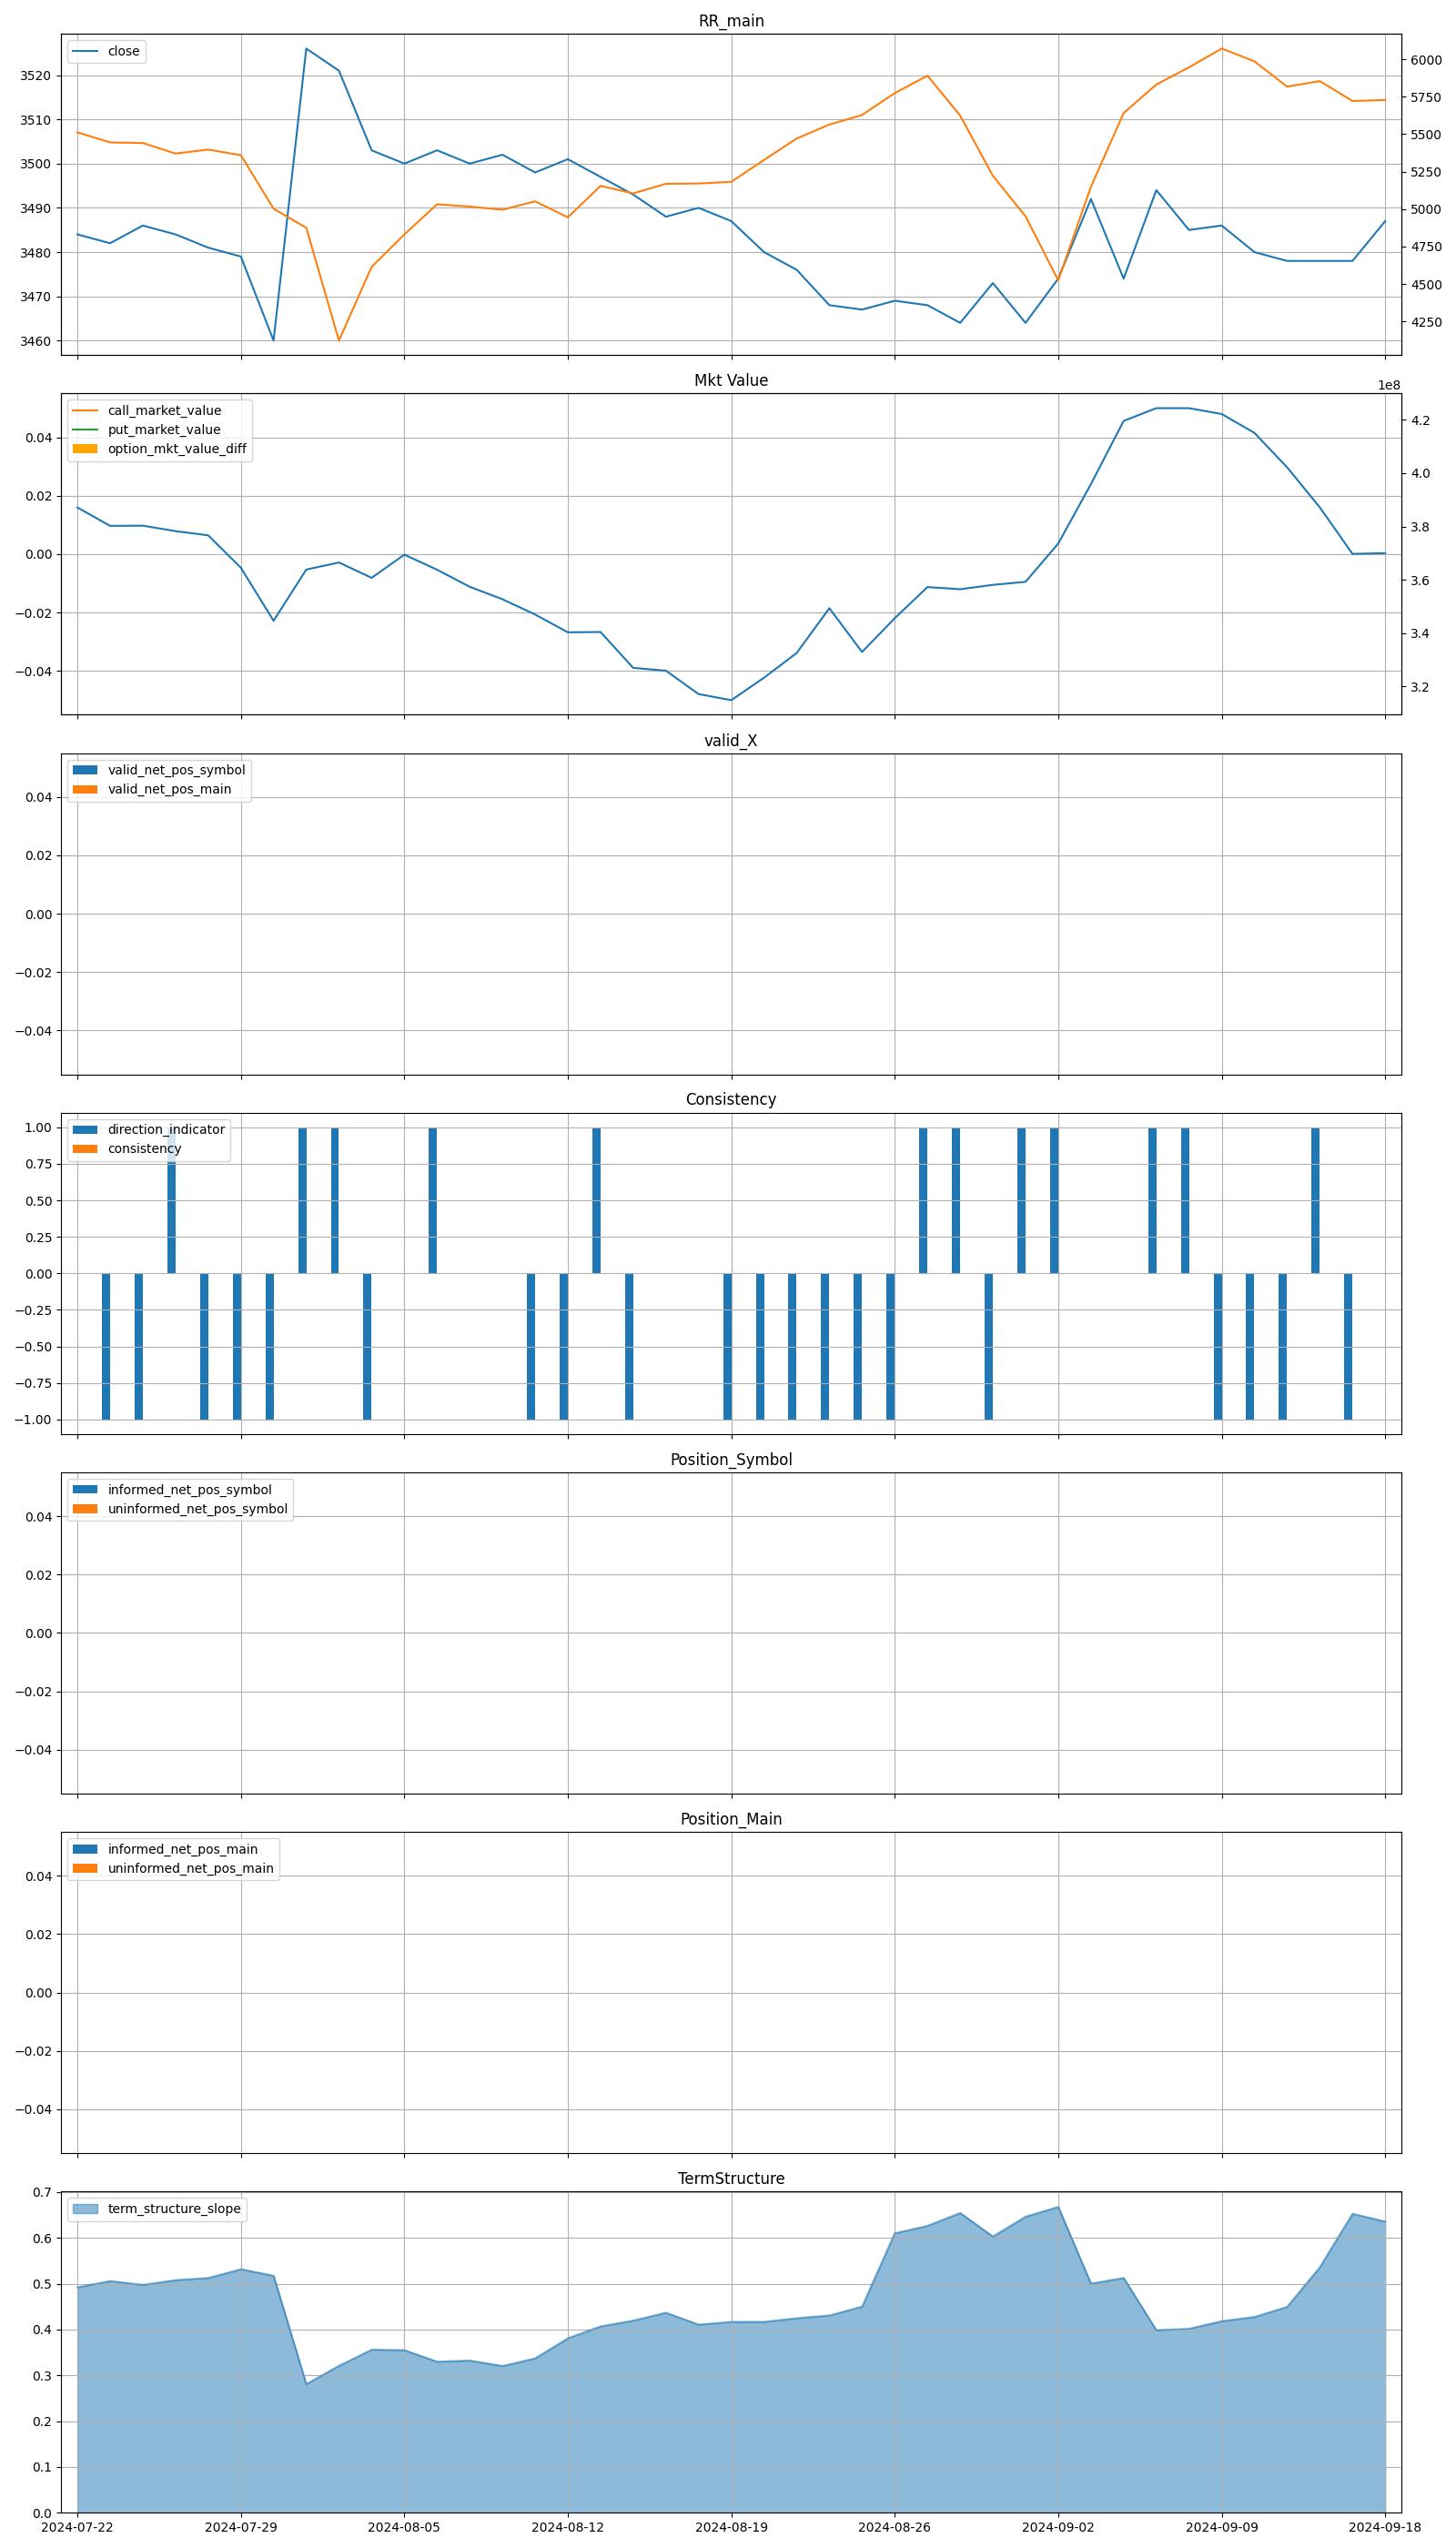 RR_main
close
3520
3510
3500
3490
3480
3470
3460
6000
5750
5500
5250
5000
4750
4500
4250
Mkt Value
1e8
call_market_value
put_market_value
option_mkt_value_diff
0.04
0.02
0.00
−0.02
−0.04
4.2
4.0
3.8
3.6
3.4
3.2
valid_X
valid_net_pos_symbol
valid_net_pos_main
0.04
0.02
0.00
−0.02
−0.04
Consistency
direction_indicator
consistency
1.00
0.75
0.50
0.25
0.00
−0.25
−0.50
−0.75
−1.00
Position_Symbol
informed_net_pos_symbol
uninformed_net_pos_symbol
0.04
0.02
0.00
−0.02
−0.04
Position_Main
informed_net_pos_main
uninformed_net_pos_main
0.04
0.02
0.00
−0.02
−0.04
TermStructure
term_structure_slope
0.7
0.6
0.5
0.4
0.3
0.2
0.1
0.0
2024-07-22 2024-07-29 2024-08-05 2024-08-12 2024-08-19 2024-08-26 2024-09-02 2024-09-09 2024-09-18